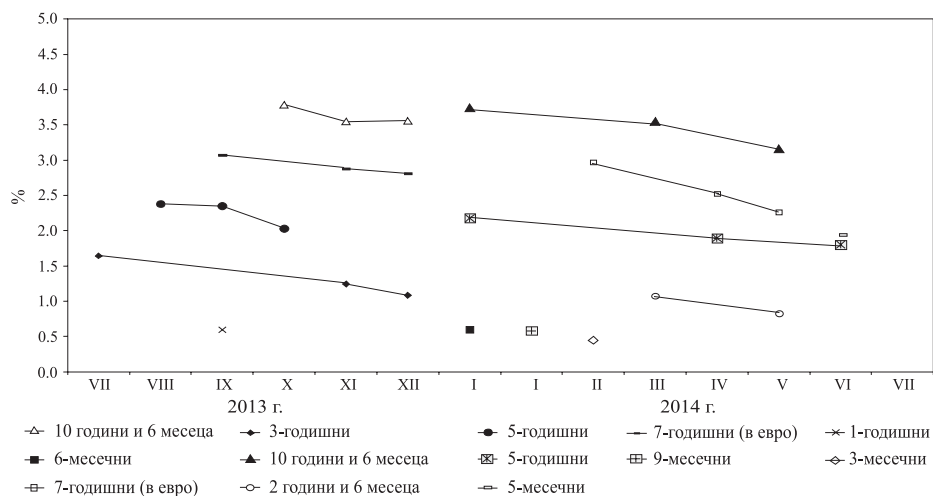 5.0
4.5
4.0
3.5
3.0
%
2.5
2.0
1.5
1.0
0.5
0.0
VII VIII IX X XI XII I I II III IV V VI VII
2013 г. 2014 г.
10 години и 6 месеца 3-годишни 5-годишни 7-годишни (в евро) 1-годишни
6-месечни 10 години и 6 месеца 5-годишни 9-месечни 3-месечни
7-годишни (в евро) 2 години и 6 месеца 5-месечни